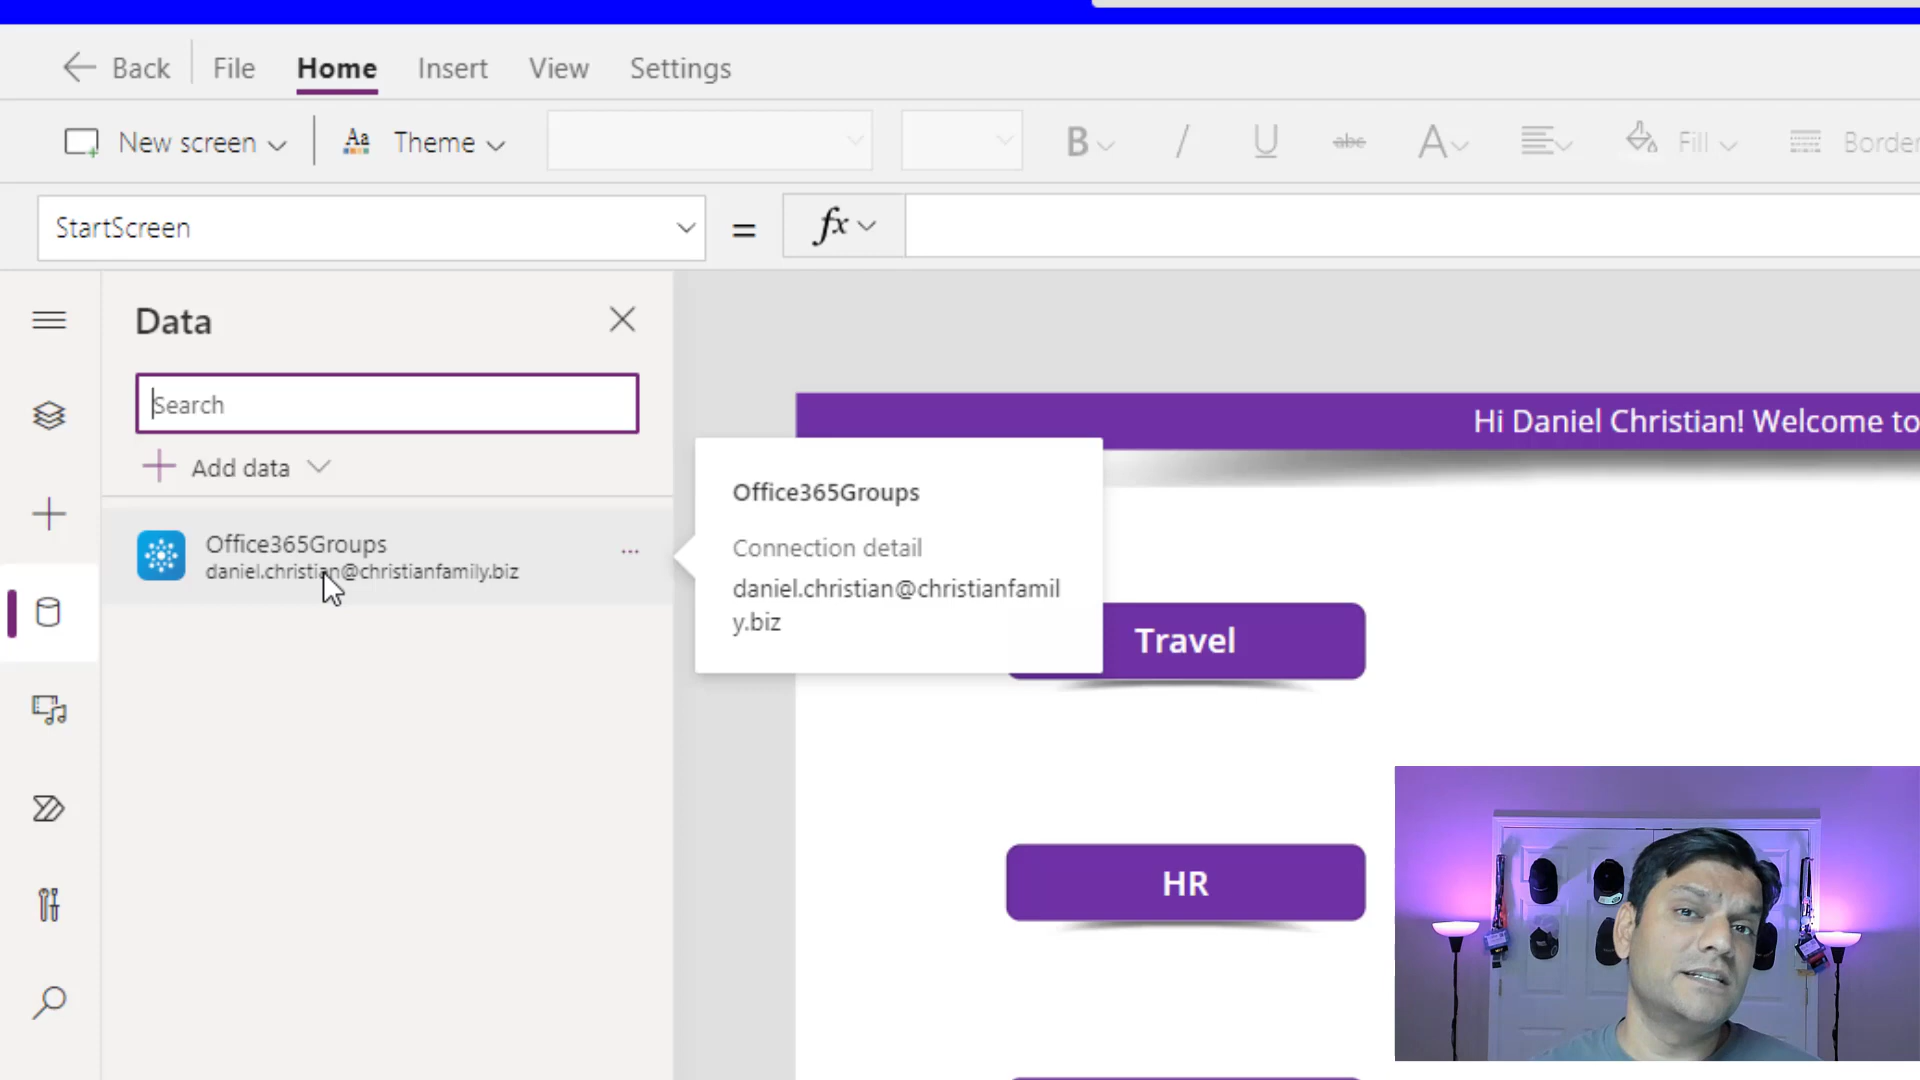 Back
File
Home
Insert
View
Settings
New screen
Aa
Theme
B
/
U
abc
A
Fill
Border
StartScreen
=
fx
Data
Search
Add data
Office365Groups
daniel.christian@christianfamily.biz
...
Office365Groups
Connection detail
daniel.christian@christianfamil
y.biz
Hi Daniel Christian! Welcome to
Travel
HR